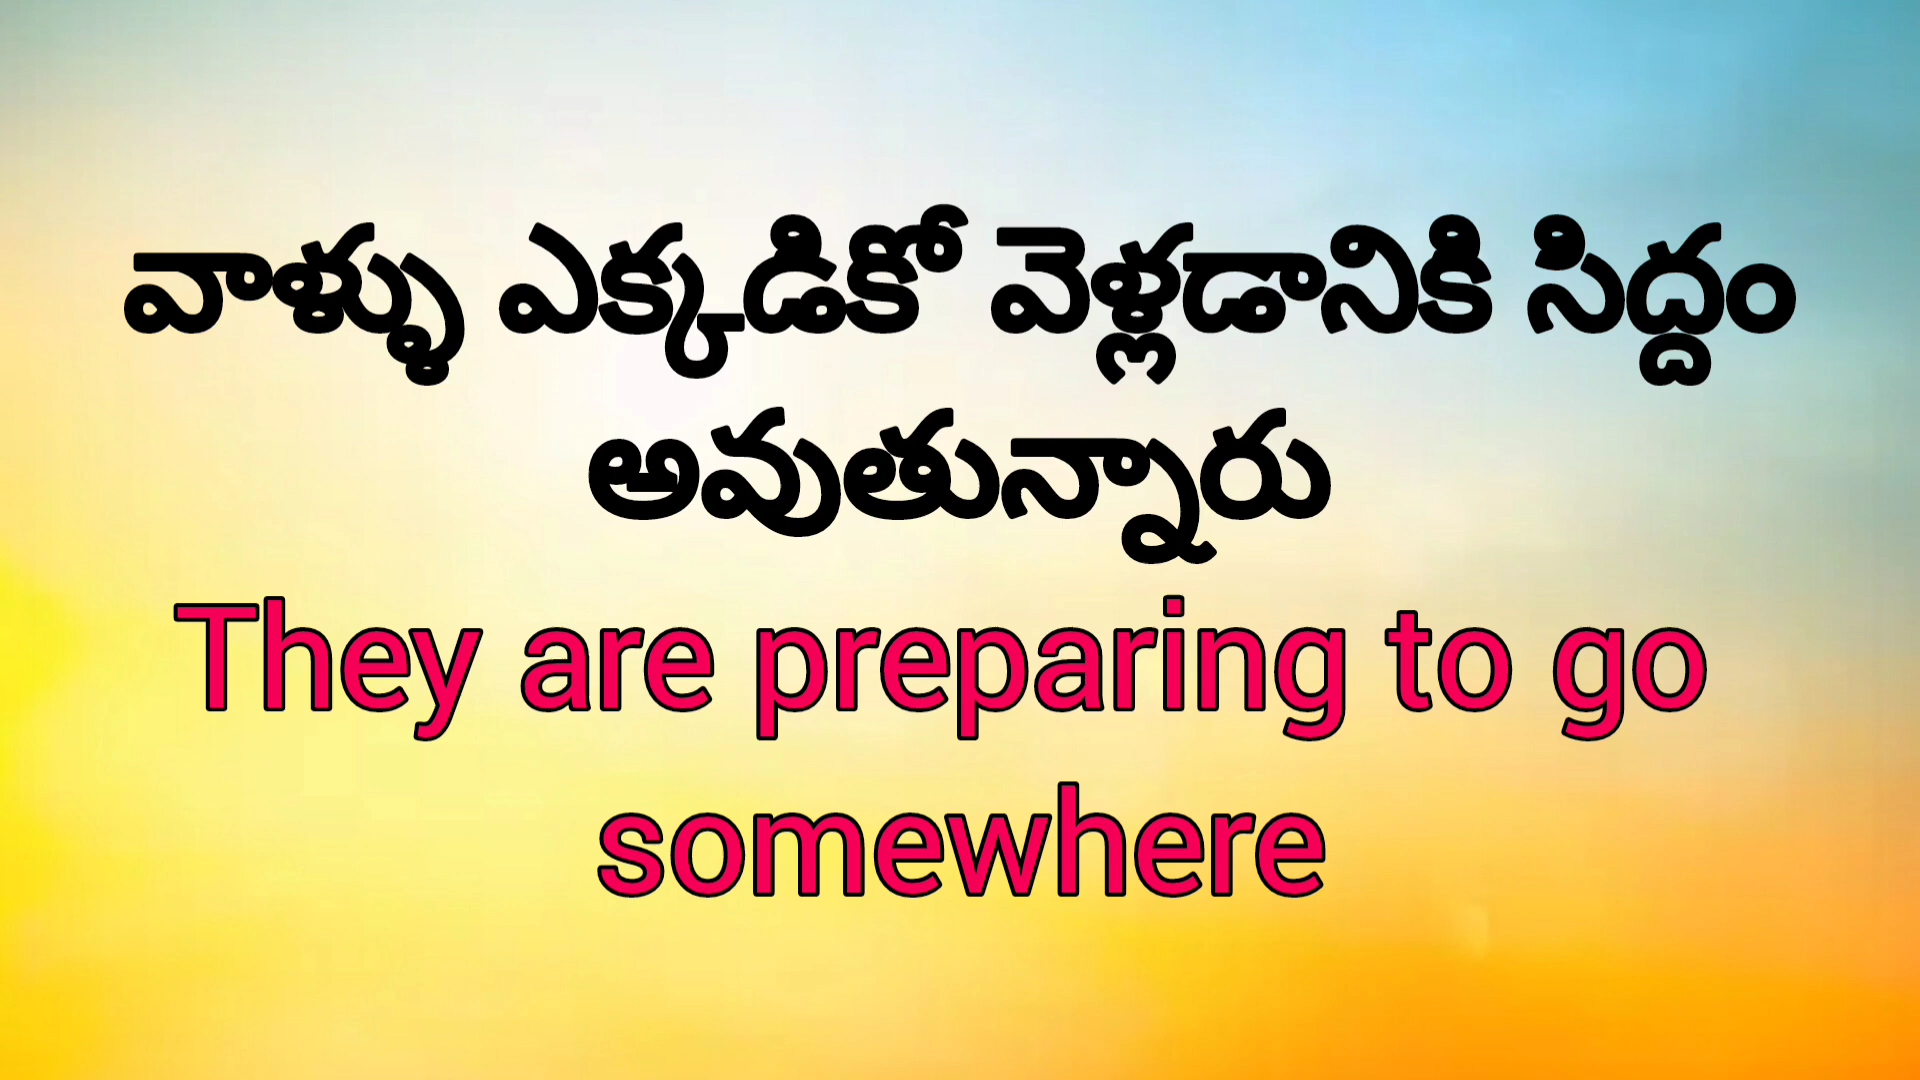 వాళ్ళు ఎక్కడికో వెళ్లడానికి సిద్దం
అవుతున్నారు
They are preparing to go
somewhere